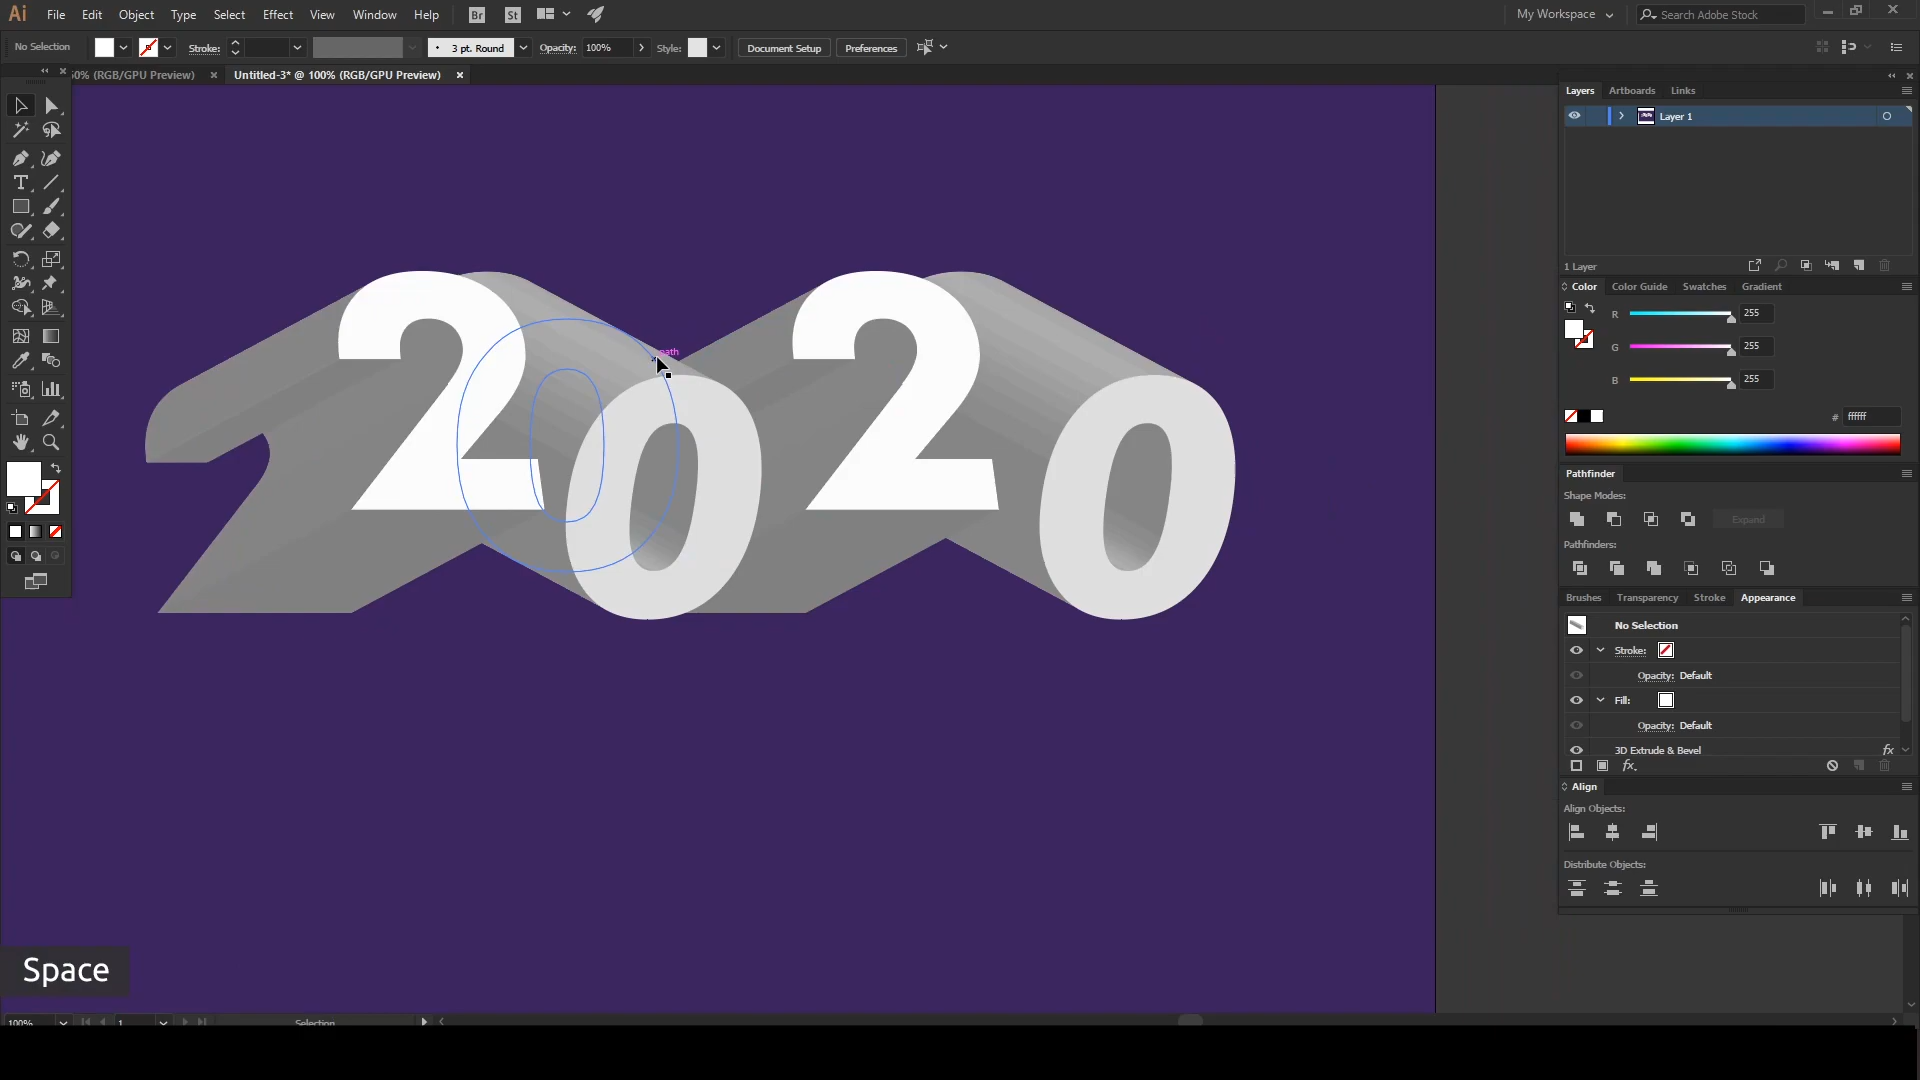 Ai File Edit Object Type Select Effect View Window Help Br St My Workspace Search Adobe Stock
No Selection Stroke: 3 pt. Round Opacity: 100% Style: Document Setup Preferences
0% (RGB/GPU Preview) Untitled-3* @ 100% (RGB/GPU Preview)
Layers Artboards Links
Layer 1
1 Layer
Color Color Guide Swatches Gradient
R 255
G 255
B 255
# ffffff
Pathfinder
Shape Modes:
Expand
Pathfinders:
Brushes Transparency Stroke Appearance
No Selection
Stroke:
Opacity: Default
Fill:
Opacity: Default
3D Extrude & Bevel fx
fx.
Align
Align Objects:
Distribute Objects:
path
2020
Space
100% 1 Selection